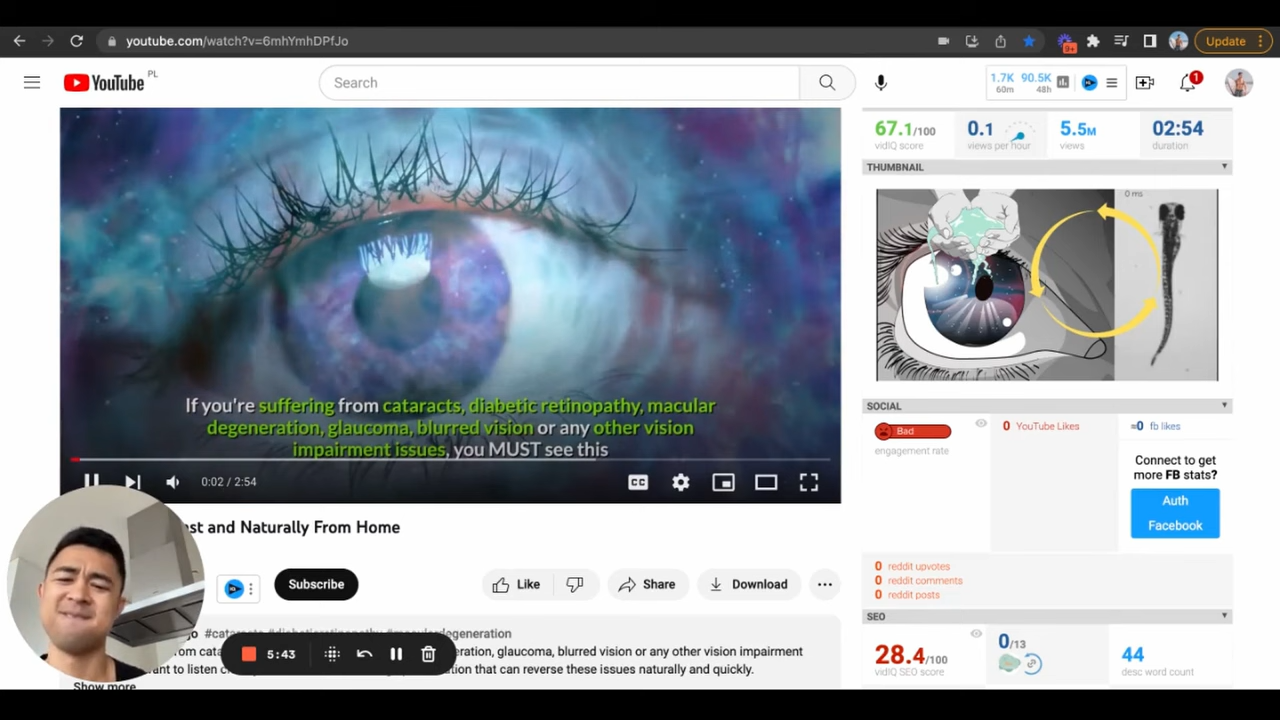 youtube.com/watch?v=6mhYmhDPfJo
9+
Update
YouTube PL
Search
1.7K 90.5K
60m 48h
1
67.1/100
vidIQ score
0.1
views per hour
5.5M
views
02:54
duration
THUMBNAIL
0 ms
If you're suffering from cataracts, diabetic retinopathy, macular
degeneration, glaucoma, blurred vision or any other vision
impairment issues, you MUST see this
CC
0:02 / 2:54
SOCIAL
Bad
engagement rate
0 YouTube Likes
≈0 fb likes
Connect to get
more FB stats?
Auth
Facebook
0 reddit upvotes
0 reddit comments
0 reddit posts
SEO
28.4/100
vidIQ SEO score
0/13
44
desc word count
and Naturally From Home
Subscribe
Like
Share
Download
#cataracts #diabeticretinopathy #maculardegeneration
5:43
glaucoma, blurred vision or any other vision impairment
want to listen
that can reverse these issues naturally and quickly.
Show more